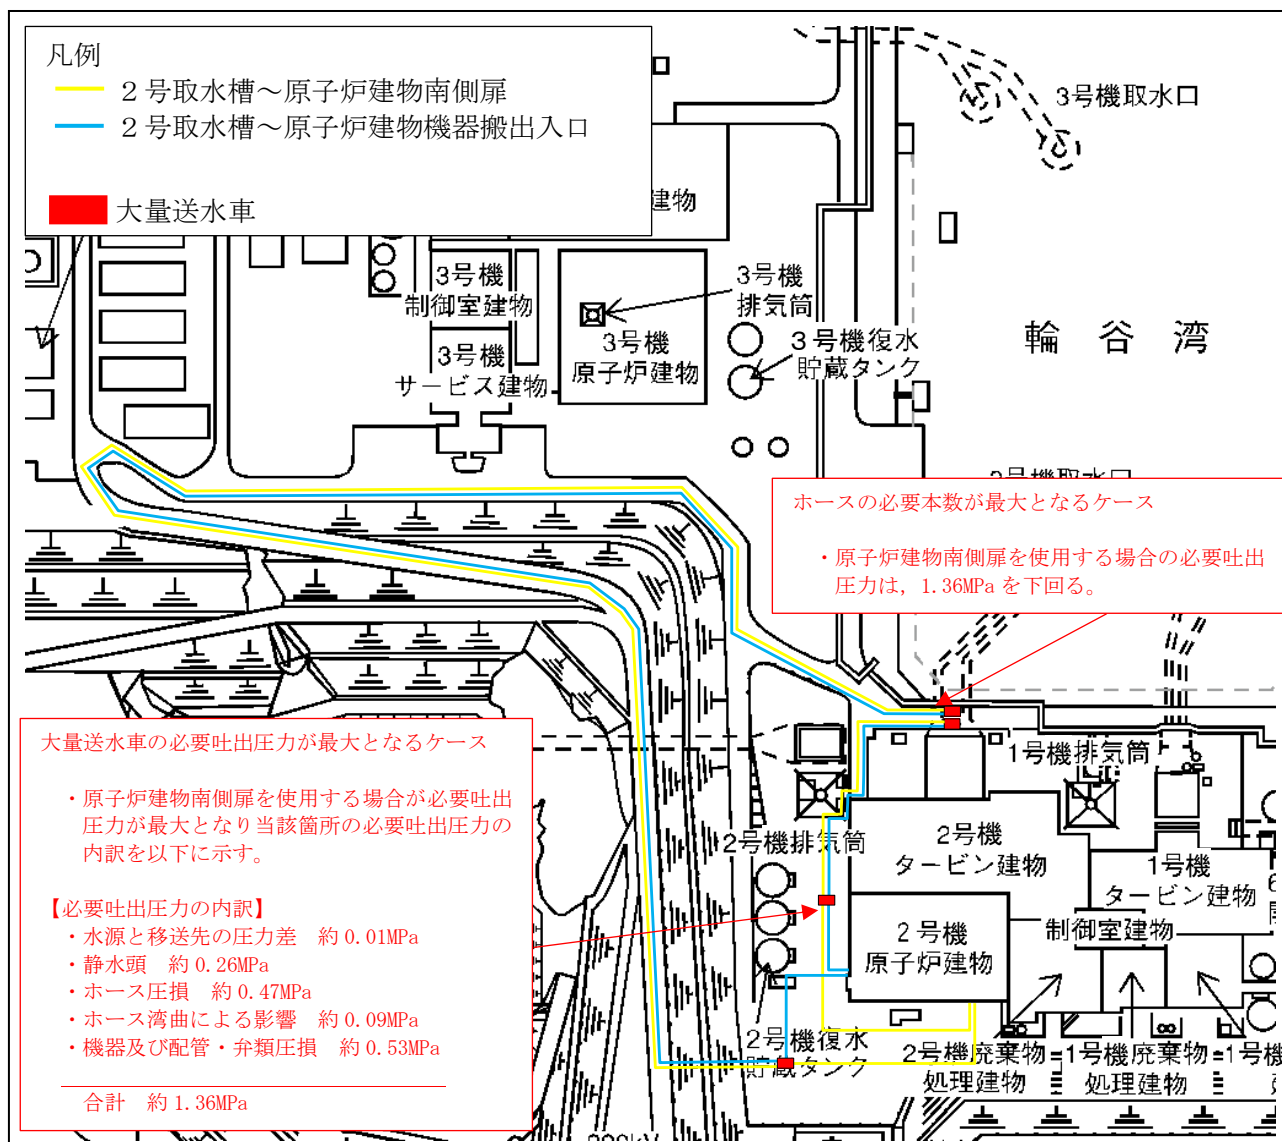 凡例
２号取水槽～原子炉建物南側扉
２号取水槽～原子炉建物機器搬出入口
大量送水車
建物
3号機取水口
3号機
制御室建物
3号機
排気筒
3号機
原子炉建物
3号機復水
貯蔵タンク
3号機
サービス建物
輪谷湾
ホースの必要本数が最大となるケース
・原子炉建物南側扉を使用する場合の必要吐出
圧力は，1.36MPaを下回る。
大量送水車の必要吐出圧力が最大となるケース
・原子炉建物南側扉を使用する場合が必要吐出
圧力が最大となり当該箇所の必要吐出圧力の
内訳を以下に示す。
【必要吐出圧力の内訳】
・水源と移送先の圧力差　約0.01MPa
・静水頭　約0.26MPa
・ホース圧損　約0.47MPa
・ホース湾曲による影響　約0.09MPa
・機器及び配管・弁類圧損　約0.53MPa
合計　約1.36MPa
1号機排気筒
2号機排気筒
2号機
タービン建物
1号機
タービン建物
制御室建物
2号機
原子炉建物
2号機復水
貯蔵タンク
2号機廃棄物
処理建物
1号機廃棄物
処理建物
1号機